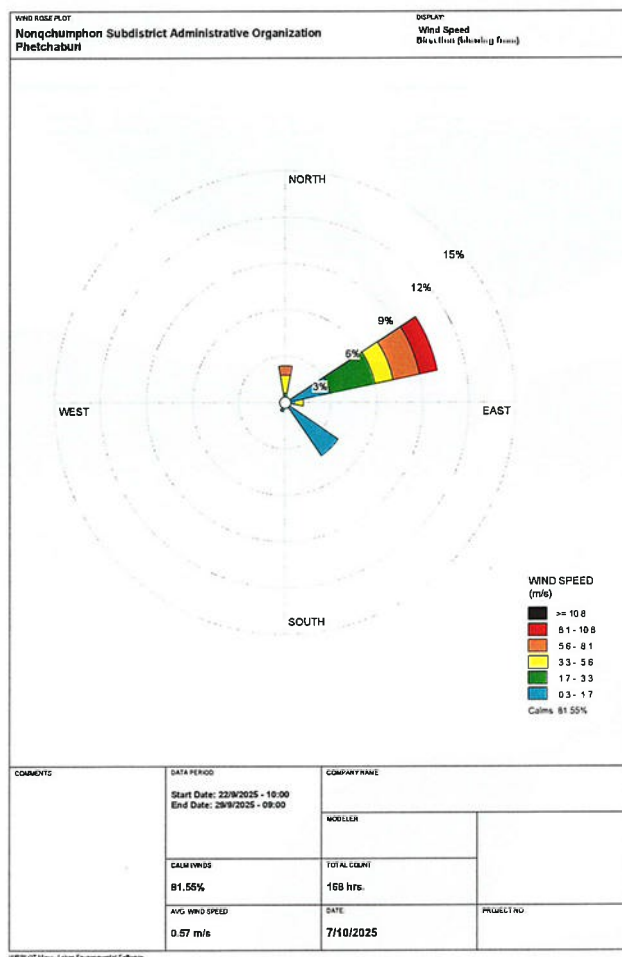 WIND ROSE PLOT
Nongchumphon Subdistrict Administrative Organization
Phetchaburi
DISPLAY:
Wind Speed
Direction (blowing from)
NORTH
15%
12%
9%
6%
3%
WEST
EAST
SOUTH
WIND SPEED
(m/s)
>= 10.8
8.1 - 10.8
5.6 - 8.1
3.3 - 5.6
1.7 - 3.3
0.3 - 1.7
Calms: 81.55%
COMMENTS
DATA PERIOD
Start Date: 22/9/2025 - 10:00
End Date: 29/9/2025 - 09:00
COMPANY NAME
MODELER
CALM WINDS
81.55%
TOTAL COUNT
168 hrs.
AVG. WIND SPEED
0.57 m/s
DATE:
7/10/2025
PROJECT NO.